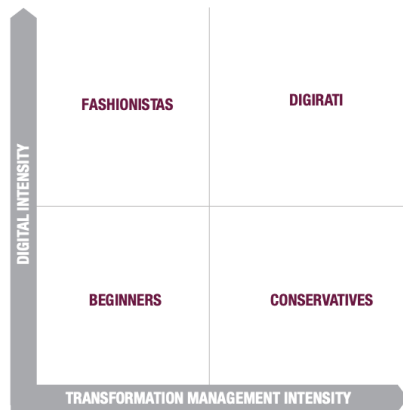 FASHIONISTAS
DIGIRATI
DIGITAL INTENSITY
BEGINNERS
CONSERVATIVES
TRANSFORMATION MANAGEMENT INTENSITY